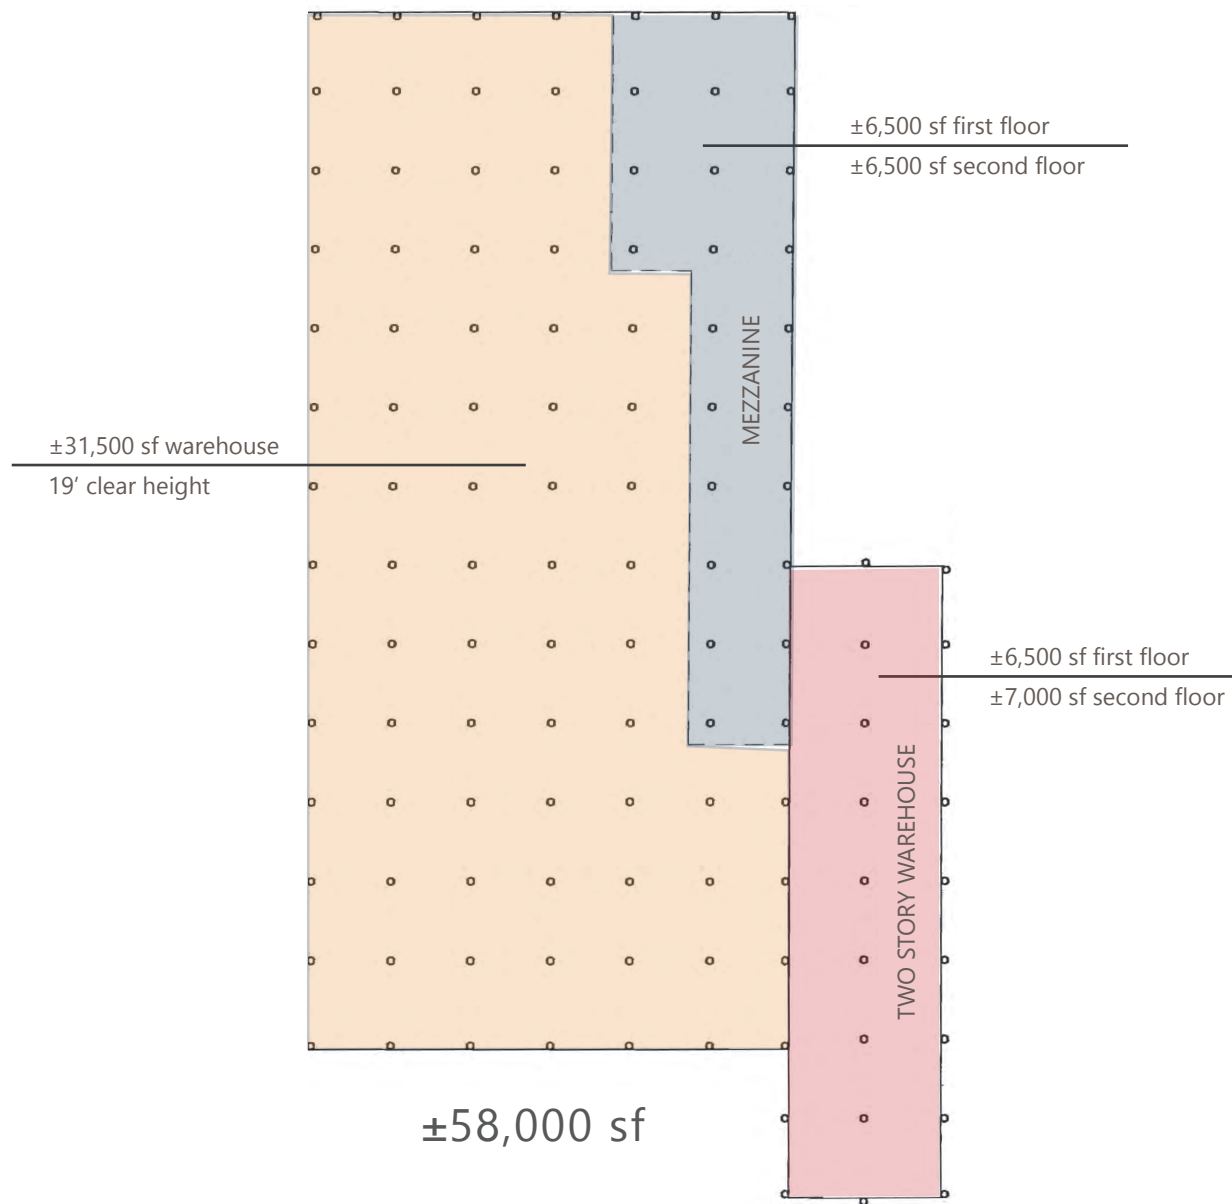 ±6,500 sf first floor
±6,500 sf second floor
MEZZANINE
±31,500 sf warehouse
19’ clear height
±6,500 sf first floor
±7,000 sf second floor
TWO STORY WAREHOUSE
±58,000 sf